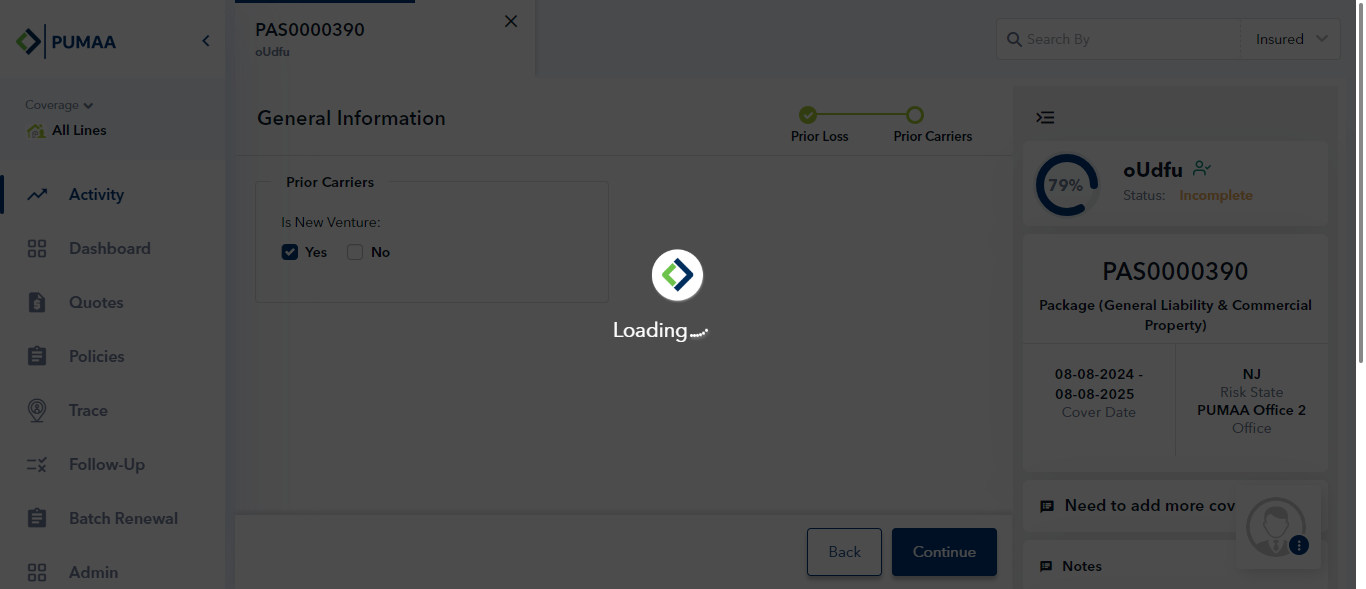 PUMAA
Coverage
All Lines
Activity
Dashboard
Quotes
Policies
Trace
Follow-Up
Batch Renewal
Admin
PAS0000390
oUdfu
Search By
Insured
General Information
Prior Loss
Prior Carriers
Prior Carriers
Is New Venture:
Yes
No
Loading
Back
Continue
79%
oUdfu
Status: Incomplete
PAS0000390
Package (General Liability & Commercial
Property)
08-08-2024 -
08-08-2025
Cover Date
NJ
Risk State
PUMAA Office 2
Office
Need to add more cov
Notes